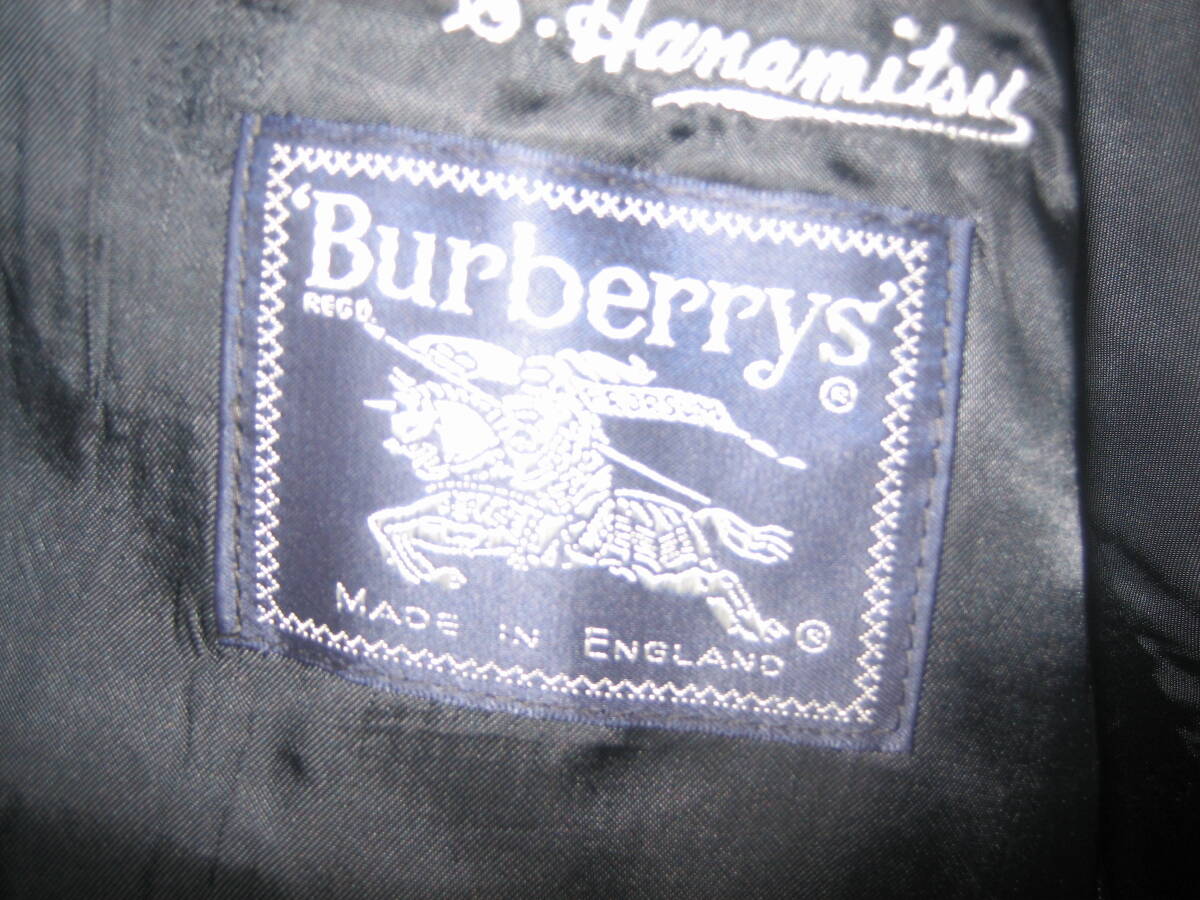 Hanamitsu
'Burberrys'
REGD.
®
MADE IN ENGLAND ®